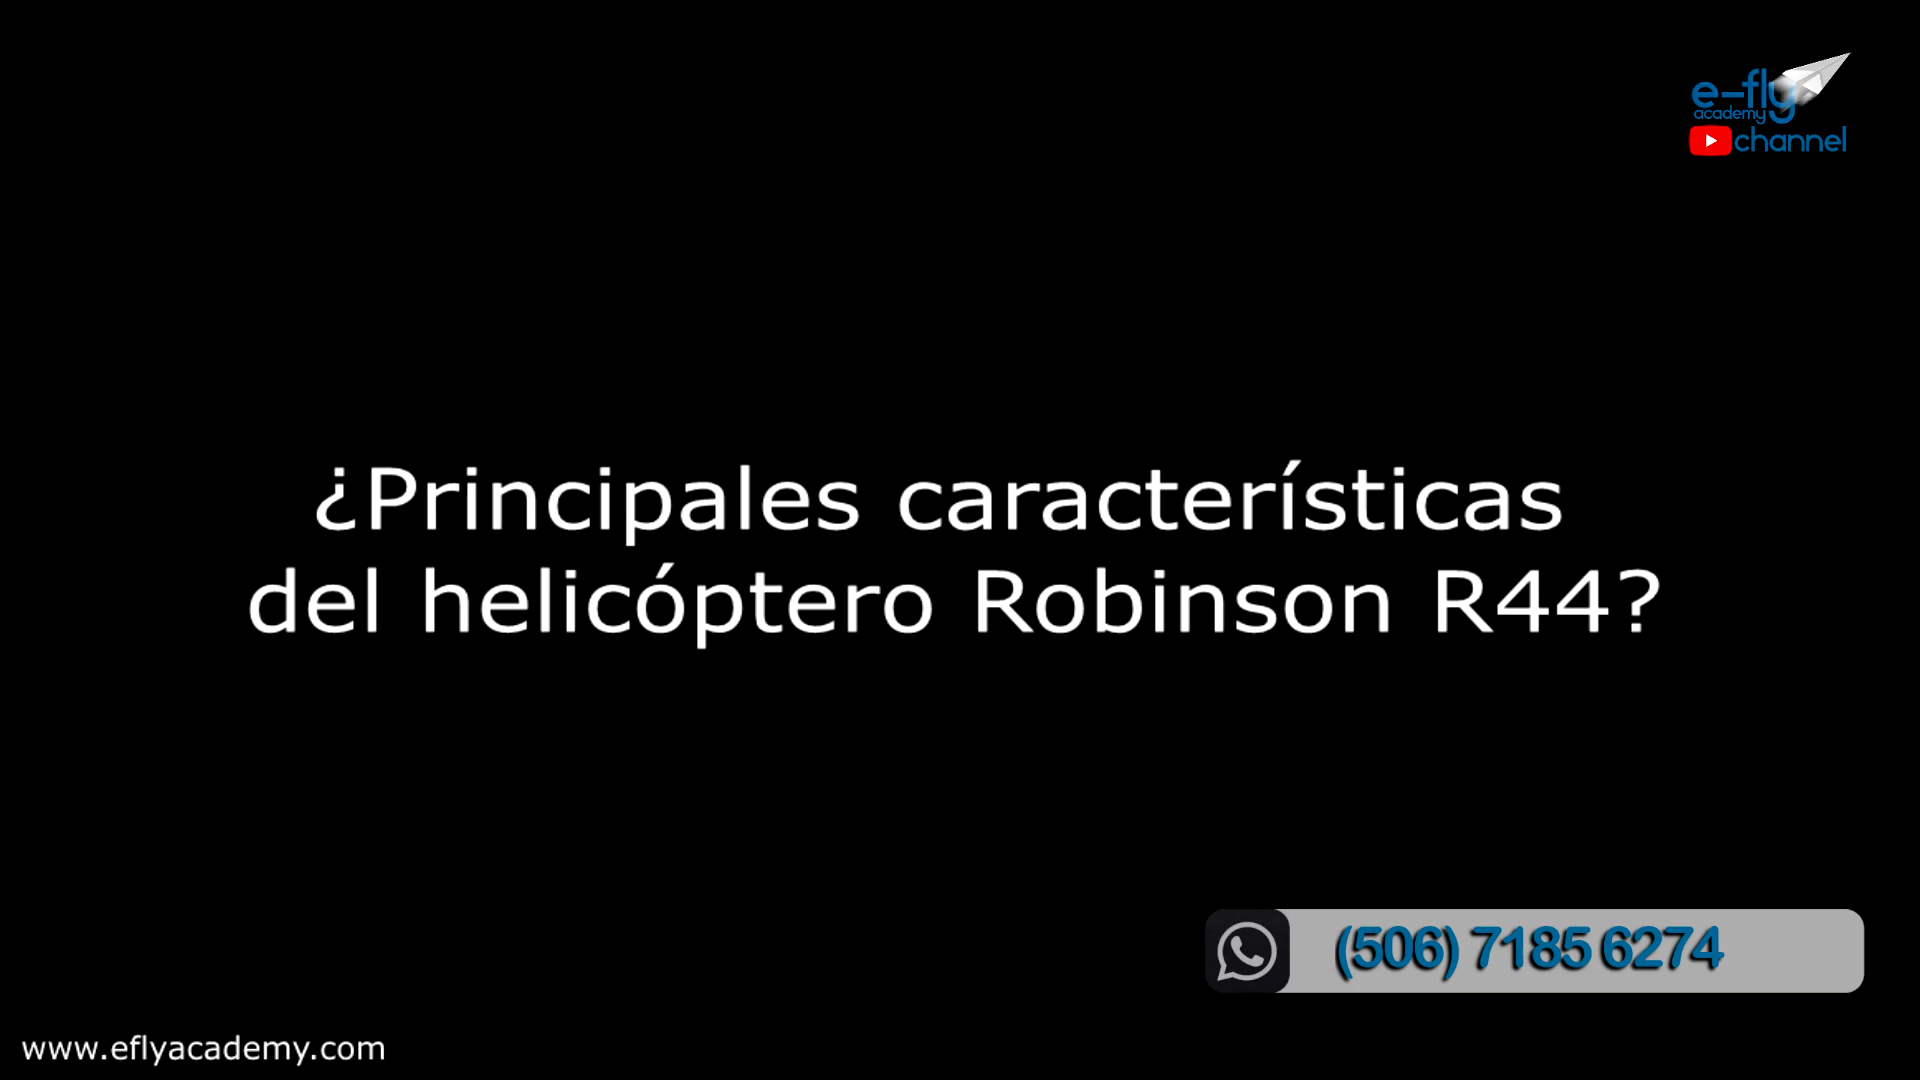 e-fly
academy
channel
¿Principales características
del helicóptero Robinson R44?
(506) 7185 6274
www.eflyacademy.com